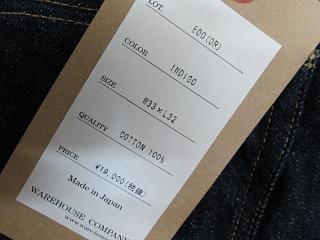 LOT. 800(OR)
COLOR INDIGO
SIZE W33×L32
QUALITY COTTON 100%
PRICE ¥19,000(税抜)
Made in Japan
WAREHOUSE COMPANY